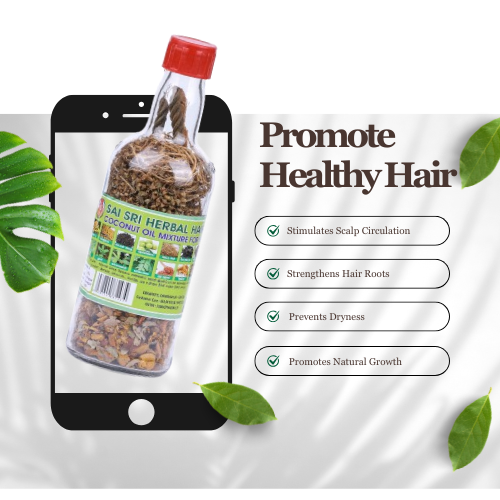 Promote
Healthy Hair
SAI SRI HERBAL HA
COCONUT OIL MIXTURE FOR
Stimulates Scalp Circulation
Strengthens Hair Roots
Prevents Dryness
Promotes Natural Growth